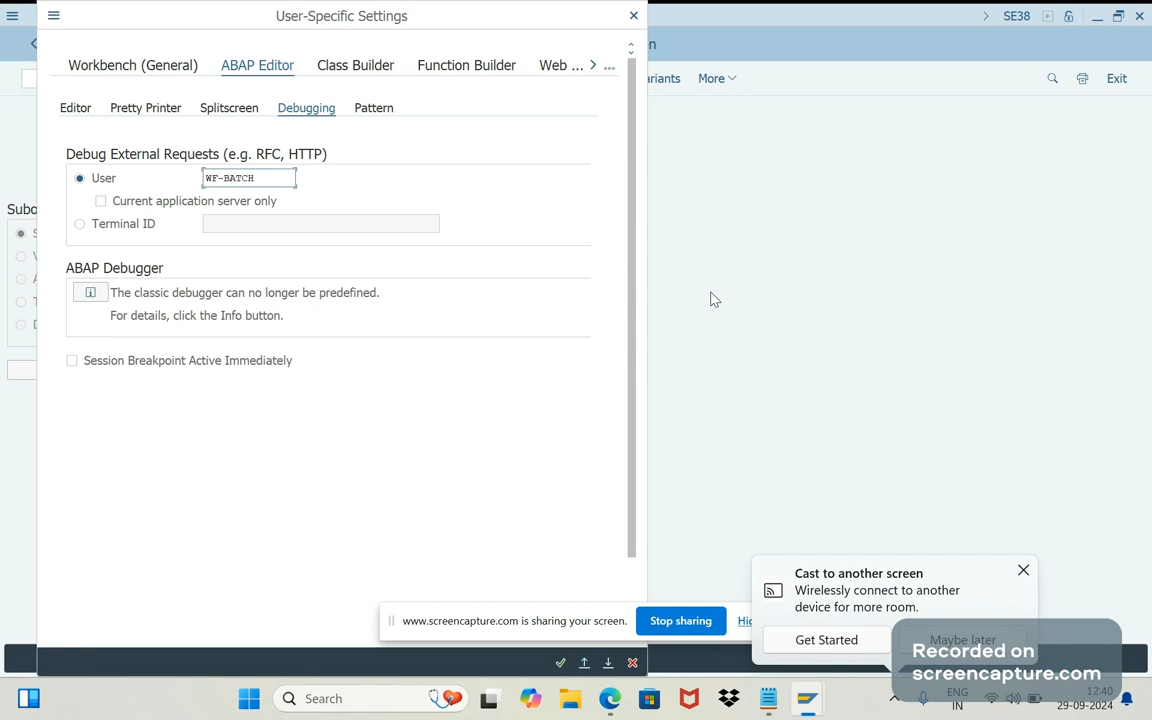 User-Specific Settings
SE38
n
Workbench (General)
ABAP Editor
Class Builder
Function Builder
Web ...
...
ariants
More
Exit
Editor
Pretty Printer
Splitscreen
Debugging
Pattern
Debug External Requests (e.g. RFC, HTTP)
User
WF-BATCH
Current application server only
Terminal ID
Subo
ABAP Debugger
The classic debugger can no longer be predefined.
For details, click the Info button.
Session Breakpoint Active Immediately
Cast to another screen
Wirelessly connect to another
device for more room.
Get Started
Maybe later
www.screencapture.com is sharing your screen.
Stop sharing
Hid
Recorded on
screencapture.com
Search
ENG
IN
12:40
29-09-2024